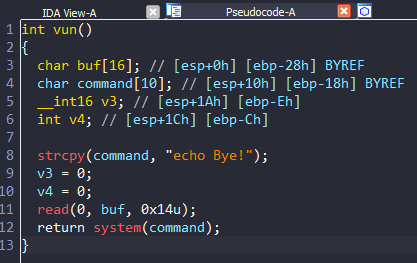 IDA View-A Pseudocode-A
1 int vun()
2 {
3 char buf[16]; // [esp+0h] [ebp-28h] BYREF
4 char command[10]; // [esp+10h] [ebp-18h] BYREF
5 __int16 v3; // [esp+1Ah] [ebp-Eh]
6 int v4; // [esp+1Ch] [ebp-Ch]
7
8 strcpy(command, "echo Bye!");
9 v3 = 0;
10 v4 = 0;
11 read(0, buf, 0x14u);
12 return system(command);
13 }